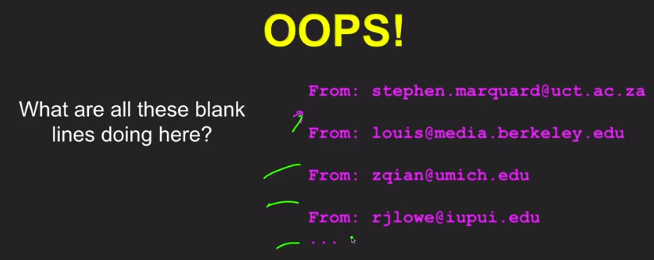 OOPS!
What are all these blank
lines doing here?
From: stephen.marquard@uct.ac.za
From: louis@media.berkeley.edu
From: zqian@umich.edu
From: rjlowe@iupui.edu
...